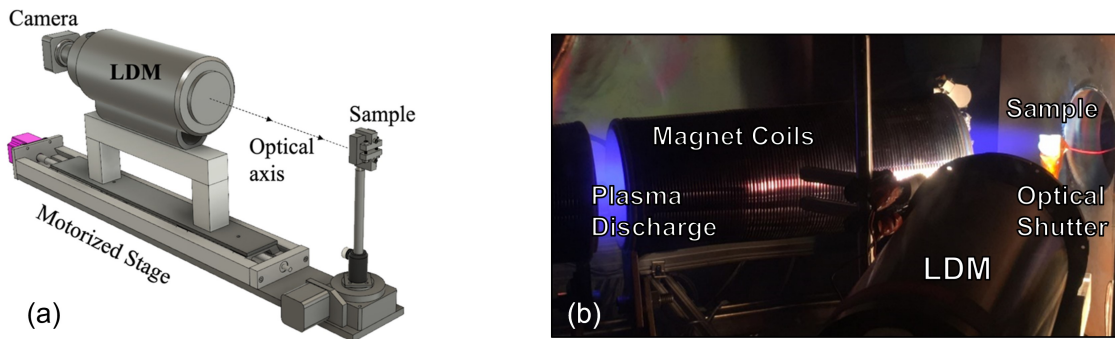 Camera
LDM
Sample
Optical
axis
Motorized Stage
(a)
Magnet Coils
Sample
Plasma
Discharge
Optical
Shutter
LDM
(b)